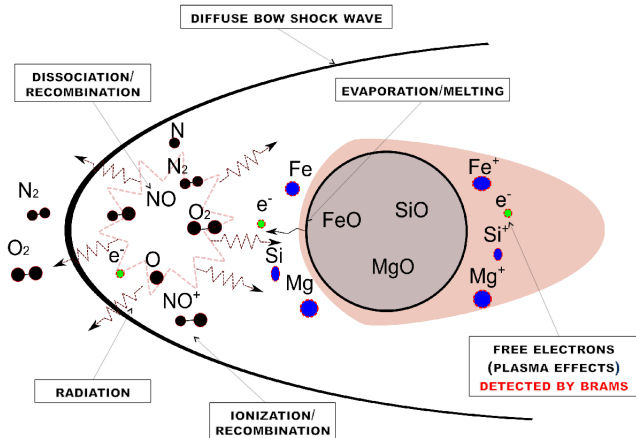 DIFFUSE BOW SHOCK WAVE
DISSOCIATION/
RECOMBINATION
EVAPORATION/MELTING
N
N₂
NO
O₂
N₂
O₂
e⁻
O
NO⁺
e⁻
Fe
Si
Mg
FeO
SiO
MgO
Fe⁺
e⁻
Si⁺
Mg⁺
RADIATION
IONIZATION/
RECOMBINATION
FREE ELECTRONS
(PLASMA EFFECTS)
DETECTED BY BRAMS